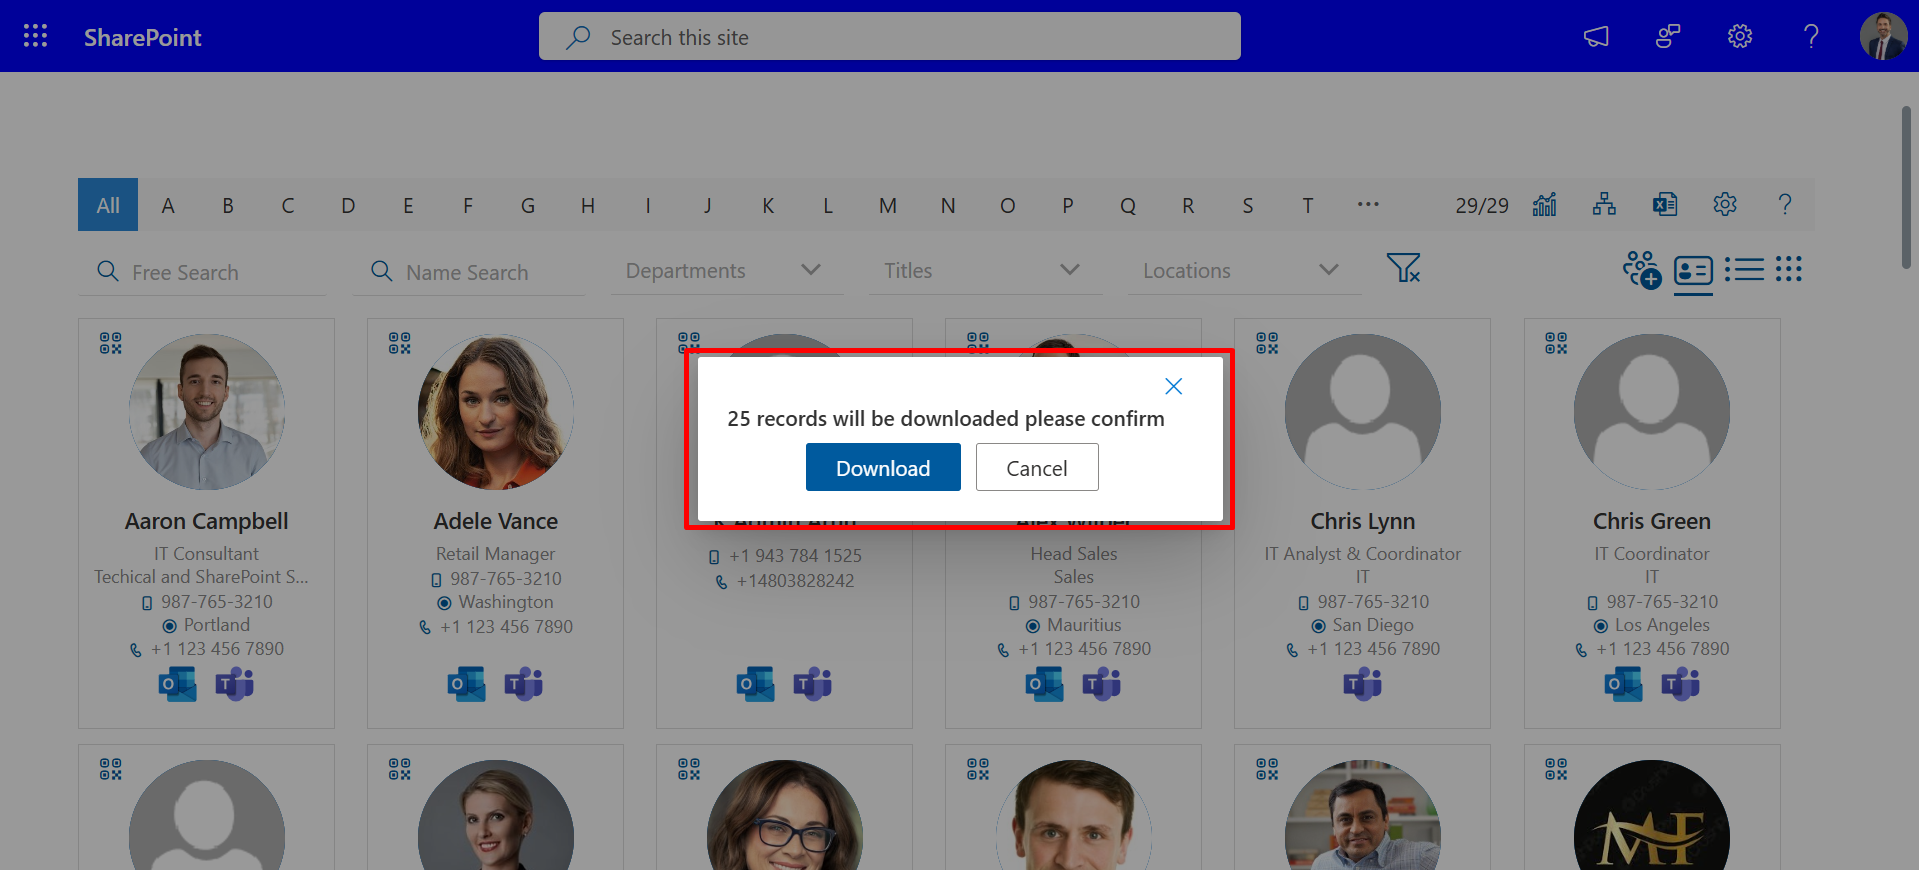 SharePoint
Search this site
All A B C D E F G H I J K L M N O P Q R S T ··· 29/29
Free Search
Name Search
Departments
Titles
Locations
25 records will be downloaded please confirm
Download
Cancel
Aaron Campbell
IT Consultant
Techical and SharePoint S...
987-765-3210
Portland
+1 123 456 7890
Adele Vance
Retail Manager
987-765-3210
Washington
+1 123 456 7890
+1 943 784 1525
+14803828242
Alex Wilber
Head Sales
Sales
987-765-3210
Mauritius
+1 123 456 7890
Chris Lynn
IT Analyst & Coordinator
IT
987-765-3210
San Diego
+1 123 456 7890
Chris Green
IT Coordinator
IT
987-765-3210
Los Angeles
+1 123 456 7890